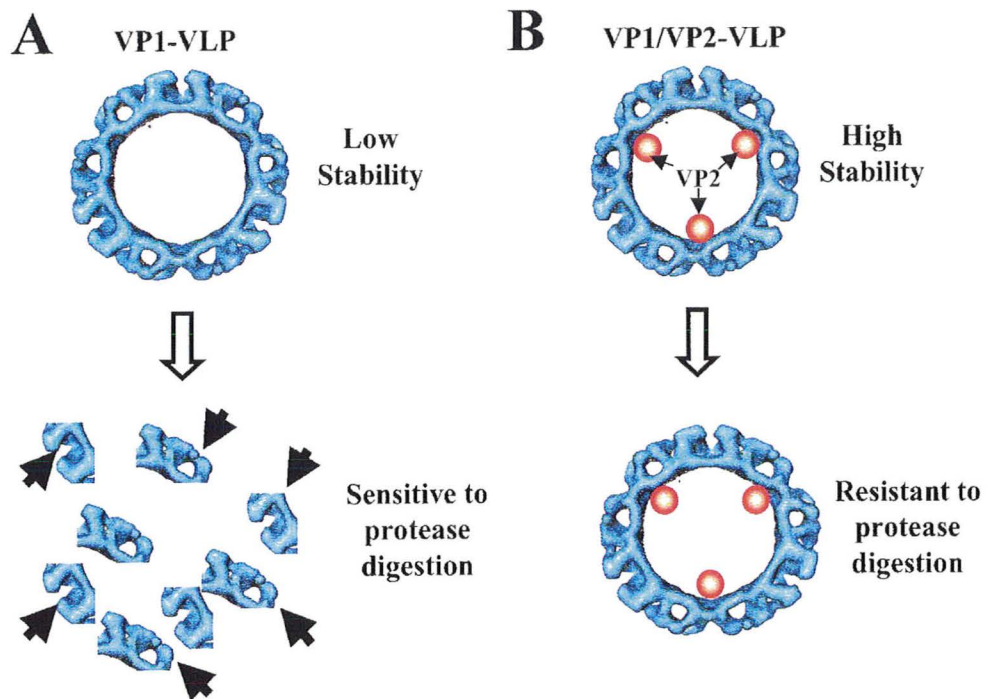 A
VP1-VLP
Low
Stability
Sensitive to
protease
digestion
B
VP1/VP2-VLP
VP2
High
Stability
Resistant to
protease
digestion